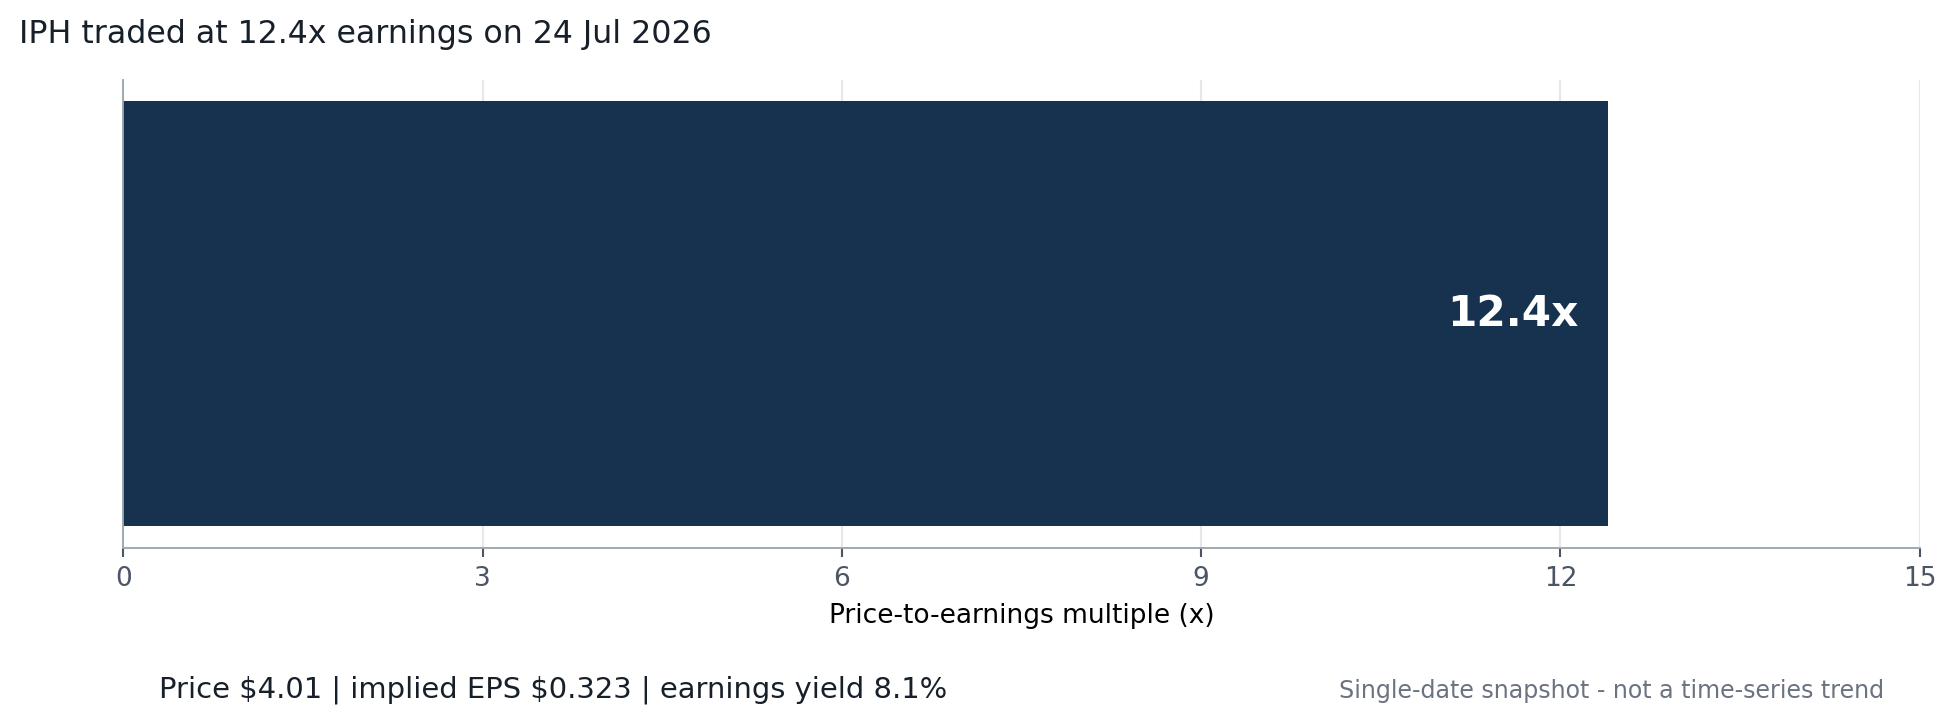 IPH traded at 12.4x earnings on 24 Jul 2026
12.4x
0 3 6 9 12 15
Price-to-earnings multiple (x)
Price $4.01 | implied EPS $0.323 | earnings yield 8.1%
Single-date snapshot - not a time-series trend